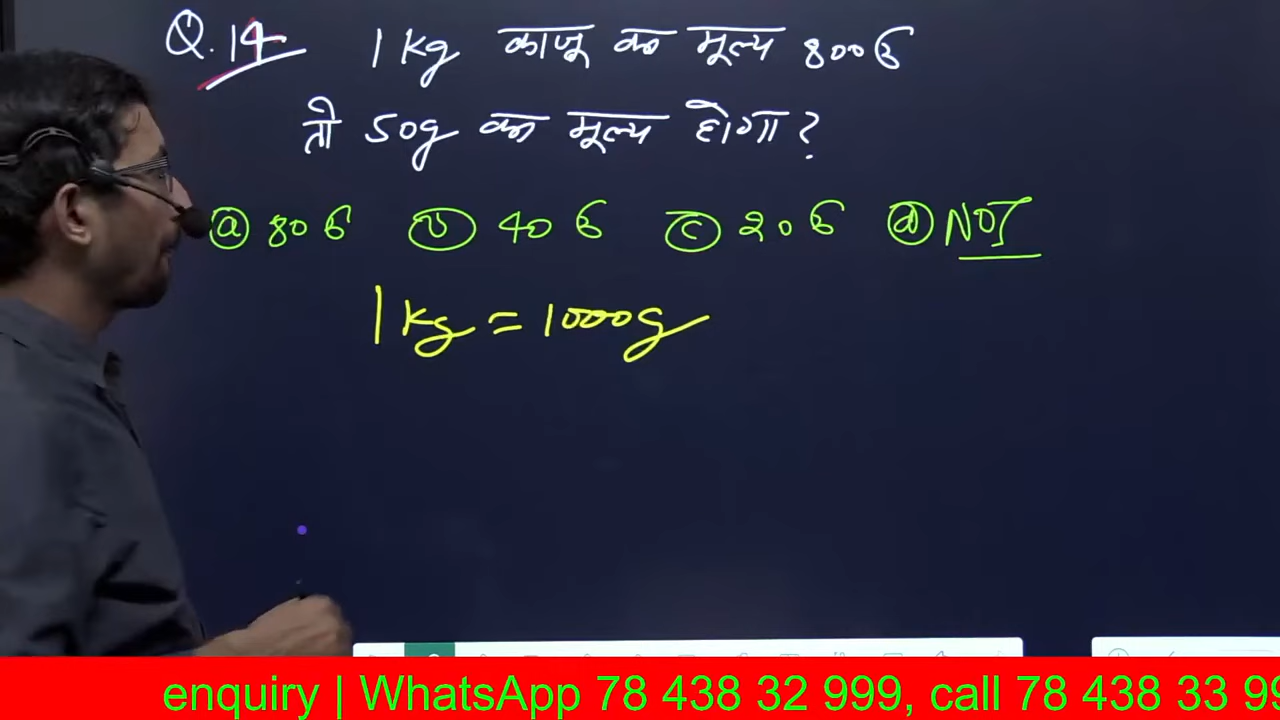 Q.14 1 kg काजू का मूल्य 800 ₹
तो 50g का मूल्य होगा?
(a) 80 ₹ (b) 40 ₹ (c) 20 ₹ (d) NOT
1 kg = 1000g
enquiry | WhatsApp 78 438 32 999, call 78 438 33 99